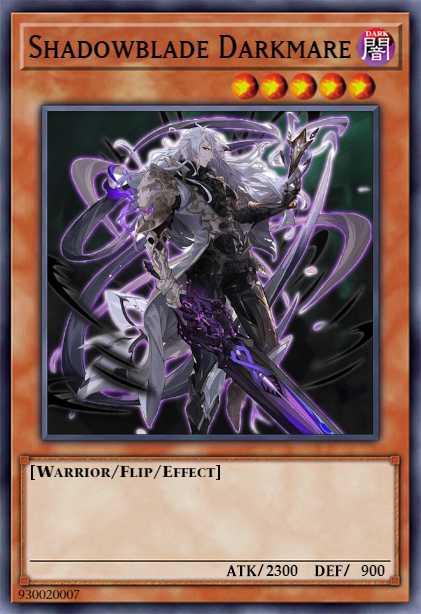 Shadowblade Darkmare
DARK
闇
[Warrior/Flip/Effect]
ATK/2300 DEF/ 900
930020007